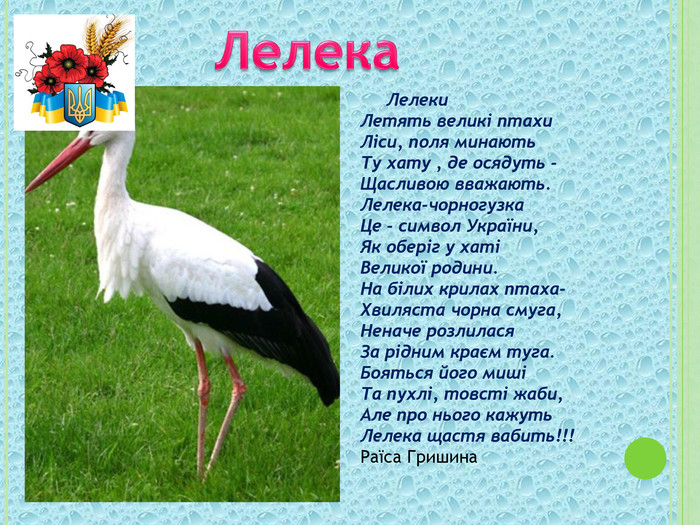 Лелека
Лелеки
Летять великі птахи
Ліси, поля минають
Ту хату , де осядуть -
Щасливою вважають.
Лелека-чорногузка
Це - символ України,
Як оберіг у хаті
Великої родини.
На білих крилах птаха-
Хвиляста чорна смуга,
Неначе розлилася
За рідним краєм туга.
Бояться його миші
Та пухлі, товсті жаби,
Але про нього кажуть
Лелека щастя вабить!!!
Раїса Гришина